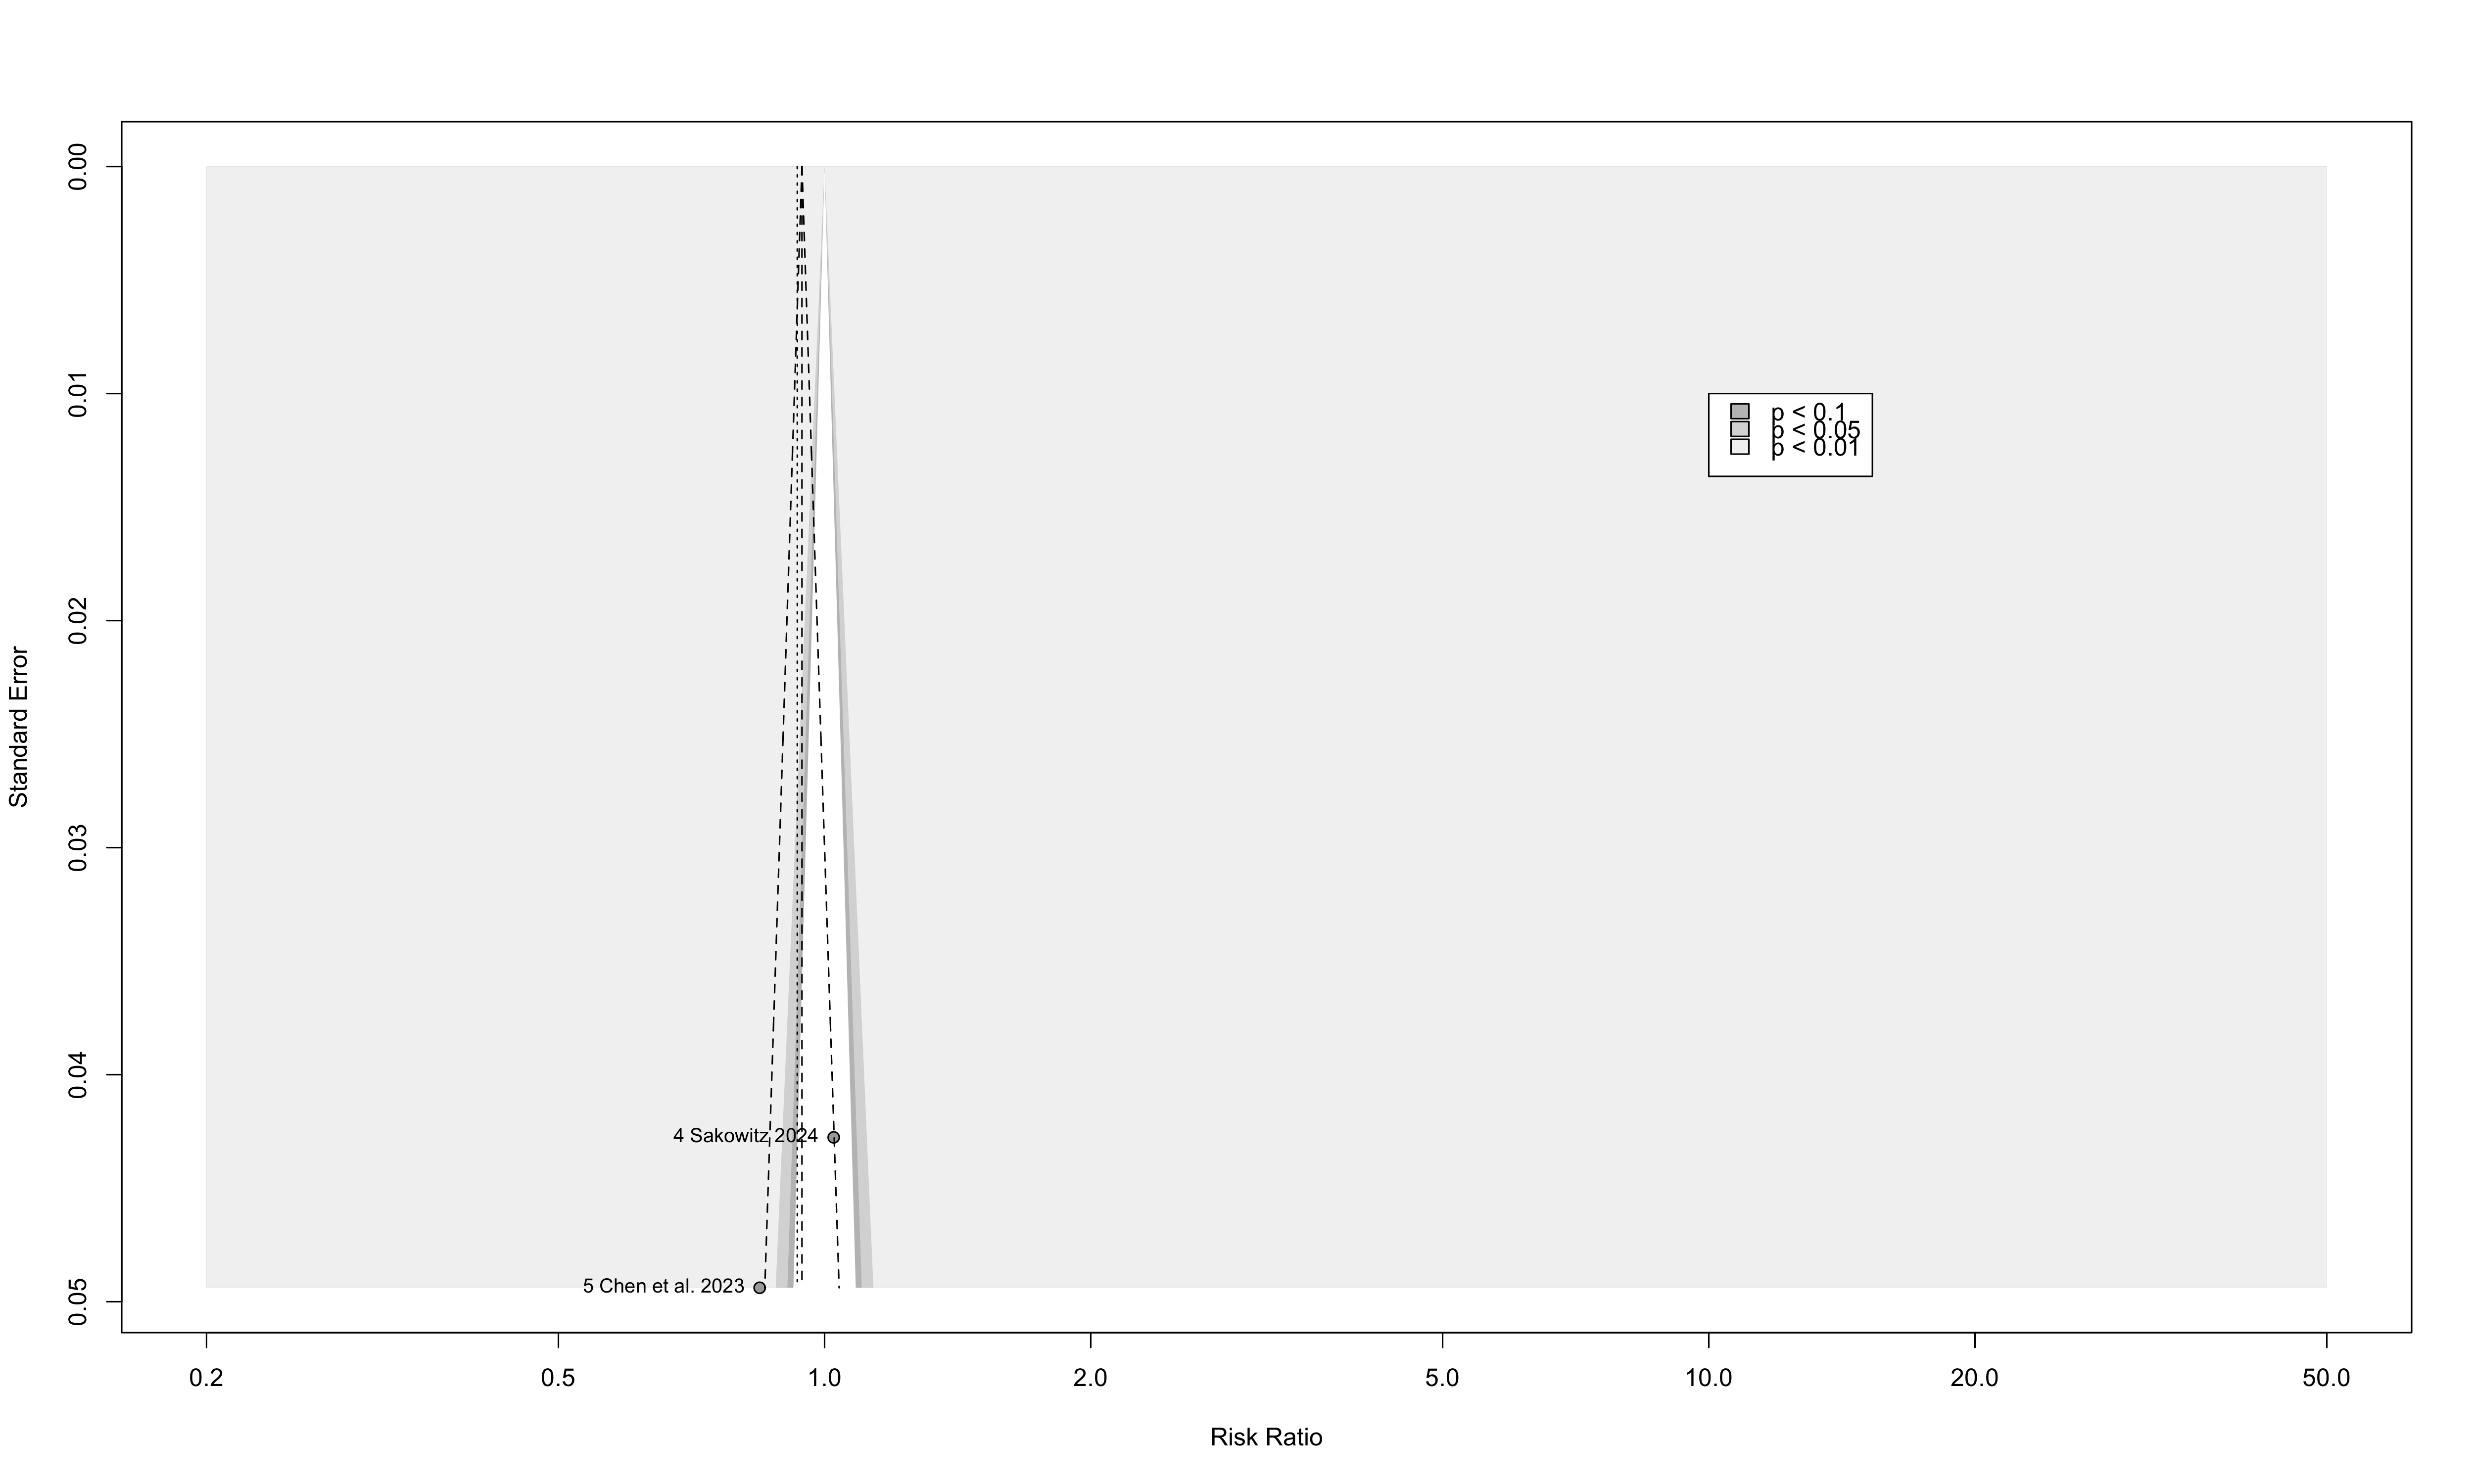 0.00
0.01
0.02
0.03
0.04
0.05
Standard Error
p < 0.1
p < 0.05
p < 0.01
4 Sakowitz 2024
5 Chen et al. 2023
0.2 0.5 1.0 2.0 5.0 10.0 20.0 50.0
Risk Ratio